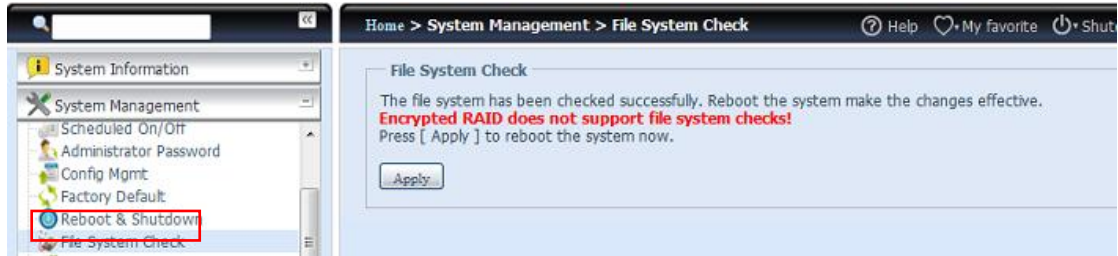 Home > System Management > File System Check
Help
My favorite
Shut
System Information
System Management
Scheduled On/Off
Administrator Password
Config Mgmt
Factory Default
Reboot & Shutdown
File System Check
File System Check
The file system has been checked successfully. Reboot the system make the changes effective.
Encrypted RAID does not support file system checks!
Press [ Apply ] to reboot the system now.
Apply